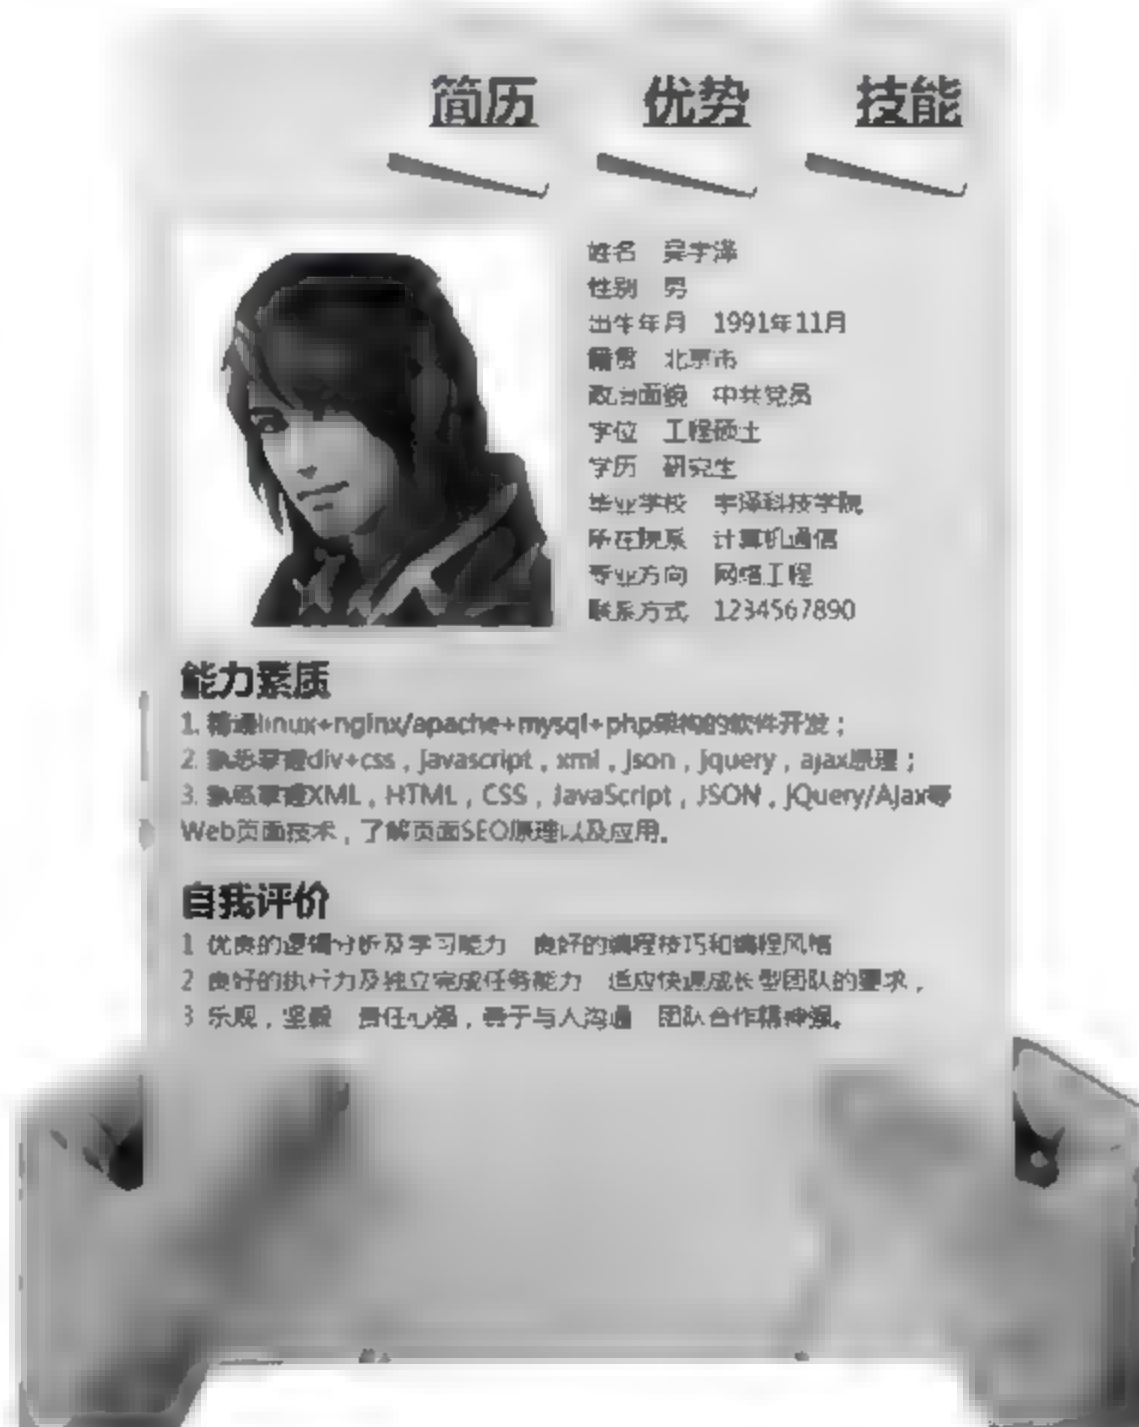 简历 优势 技能
姓名 吴宇泽
性别 男
出生年月 1991年11月
籍贯 北京市
政治面貌 中共党员
学位 工程硕士
学历 研究生
毕业学校 宇泽科技学院
所在院系 计算机通信
专业方向 网络工程
联系方式 1234567890
能力素质
1. 精通linux+nginx/apache+mysql+php架构的软件开发；
2. 熟悉掌握div+css，javascript，xml，json，jquery，ajax原理；
3. 熟悉掌握XML，HTML，CSS，JavaScript，JSON，jQuery/Ajax等
Web页面技术，了解页面SEO原理以及应用。
自我评价
1 优良的逻辑分析及学习能力 良好的编程技巧和编程风格
2 良好的执行力及独立完成任务能力 适应快速成长型团队的要求，
3 乐观，坚毅 责任心强，善于与人沟通 团队合作精神强。